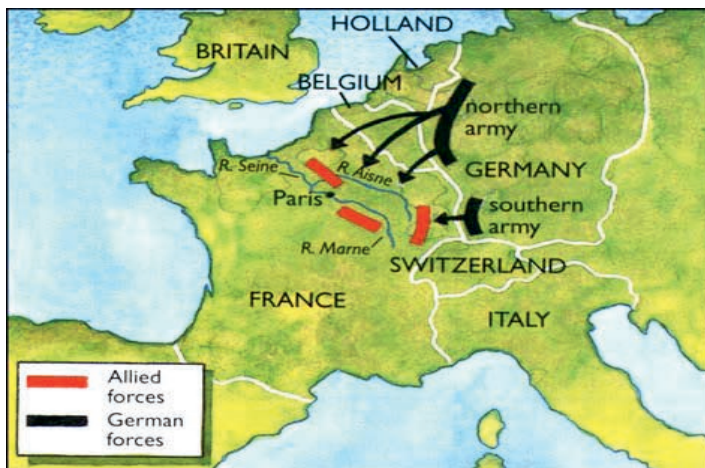 HOLLAND
BRITAIN
BELGIUM
northern
army
R. Seine
R. Aisne
GERMANY
Paris
southern
army
R. Marne
SWITZERLAND
FRANCE
ITALY
Allied
forces
German
forces